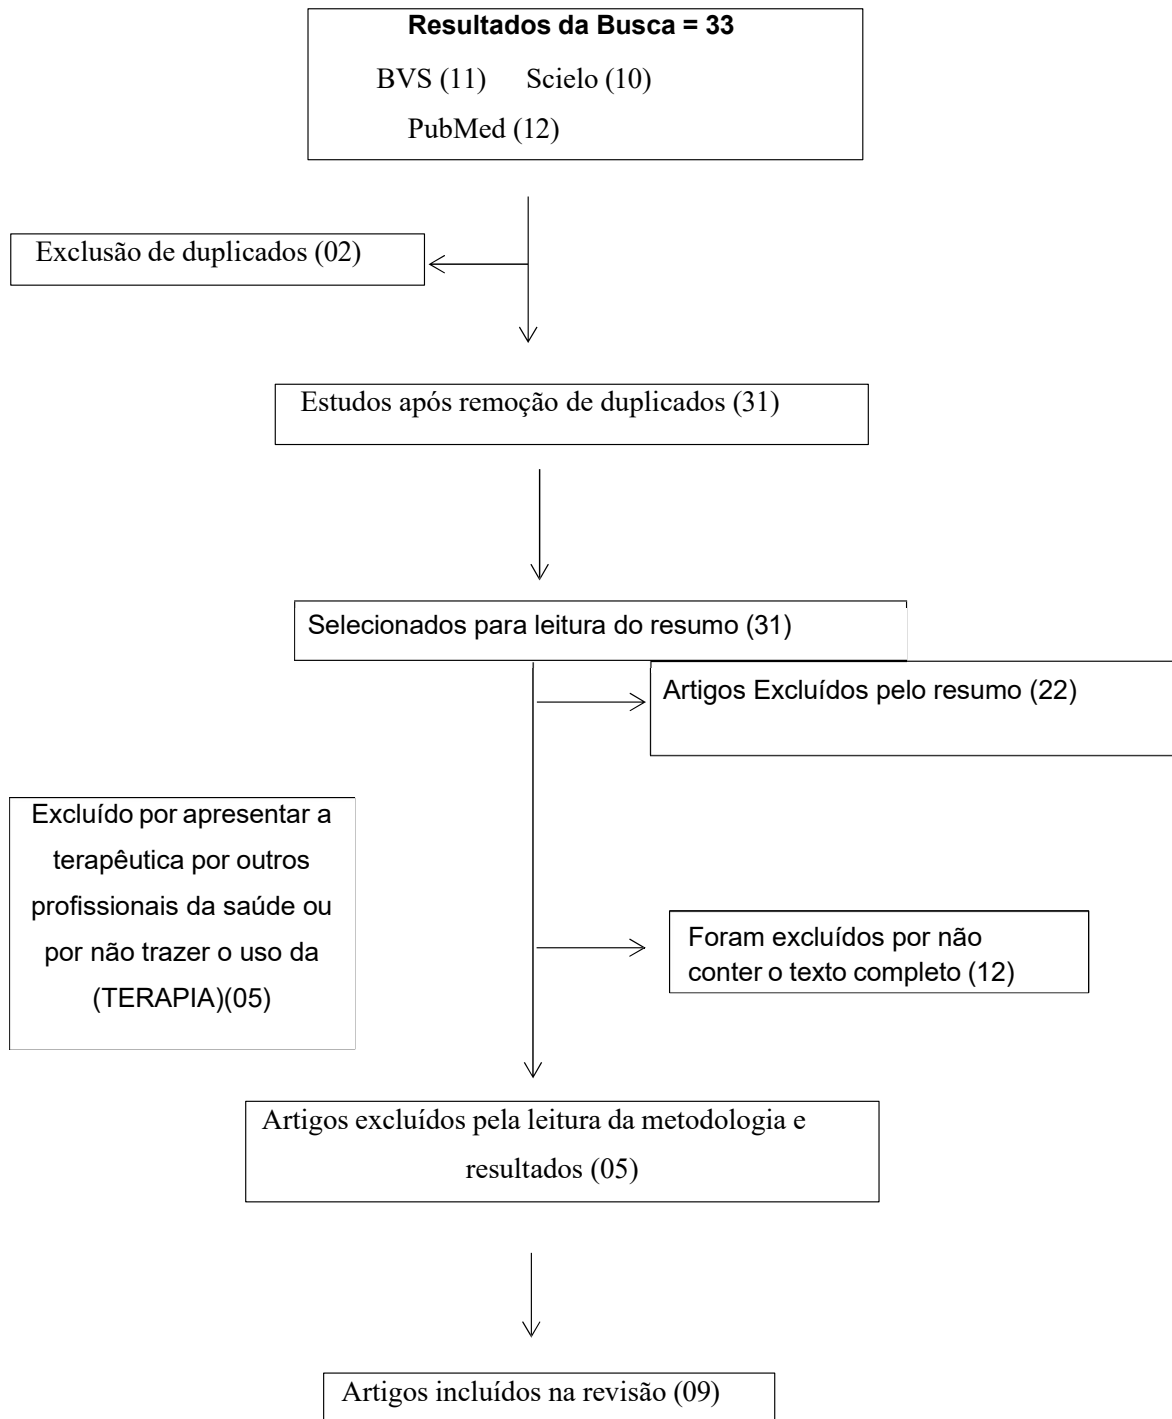 Resultados da Busca = 33
BVS (11) Scielo (10)
PubMed (12)
Exclusão de duplicados (02)
Estudos após remoção de duplicados (31)
Selecionados para leitura do resumo (31)
Artigos Excluídos pelo resumo (22)
Excluído por apresentar a
terapêutica por outros
profissionais da saúde ou
por não trazer o uso da
(TERAPIA)(05)
Foram excluídos por não
conter o texto completo (12)
Artigos excluídos pela leitura da metodologia e
resultados (05)
Artigos incluídos na revisão (09)